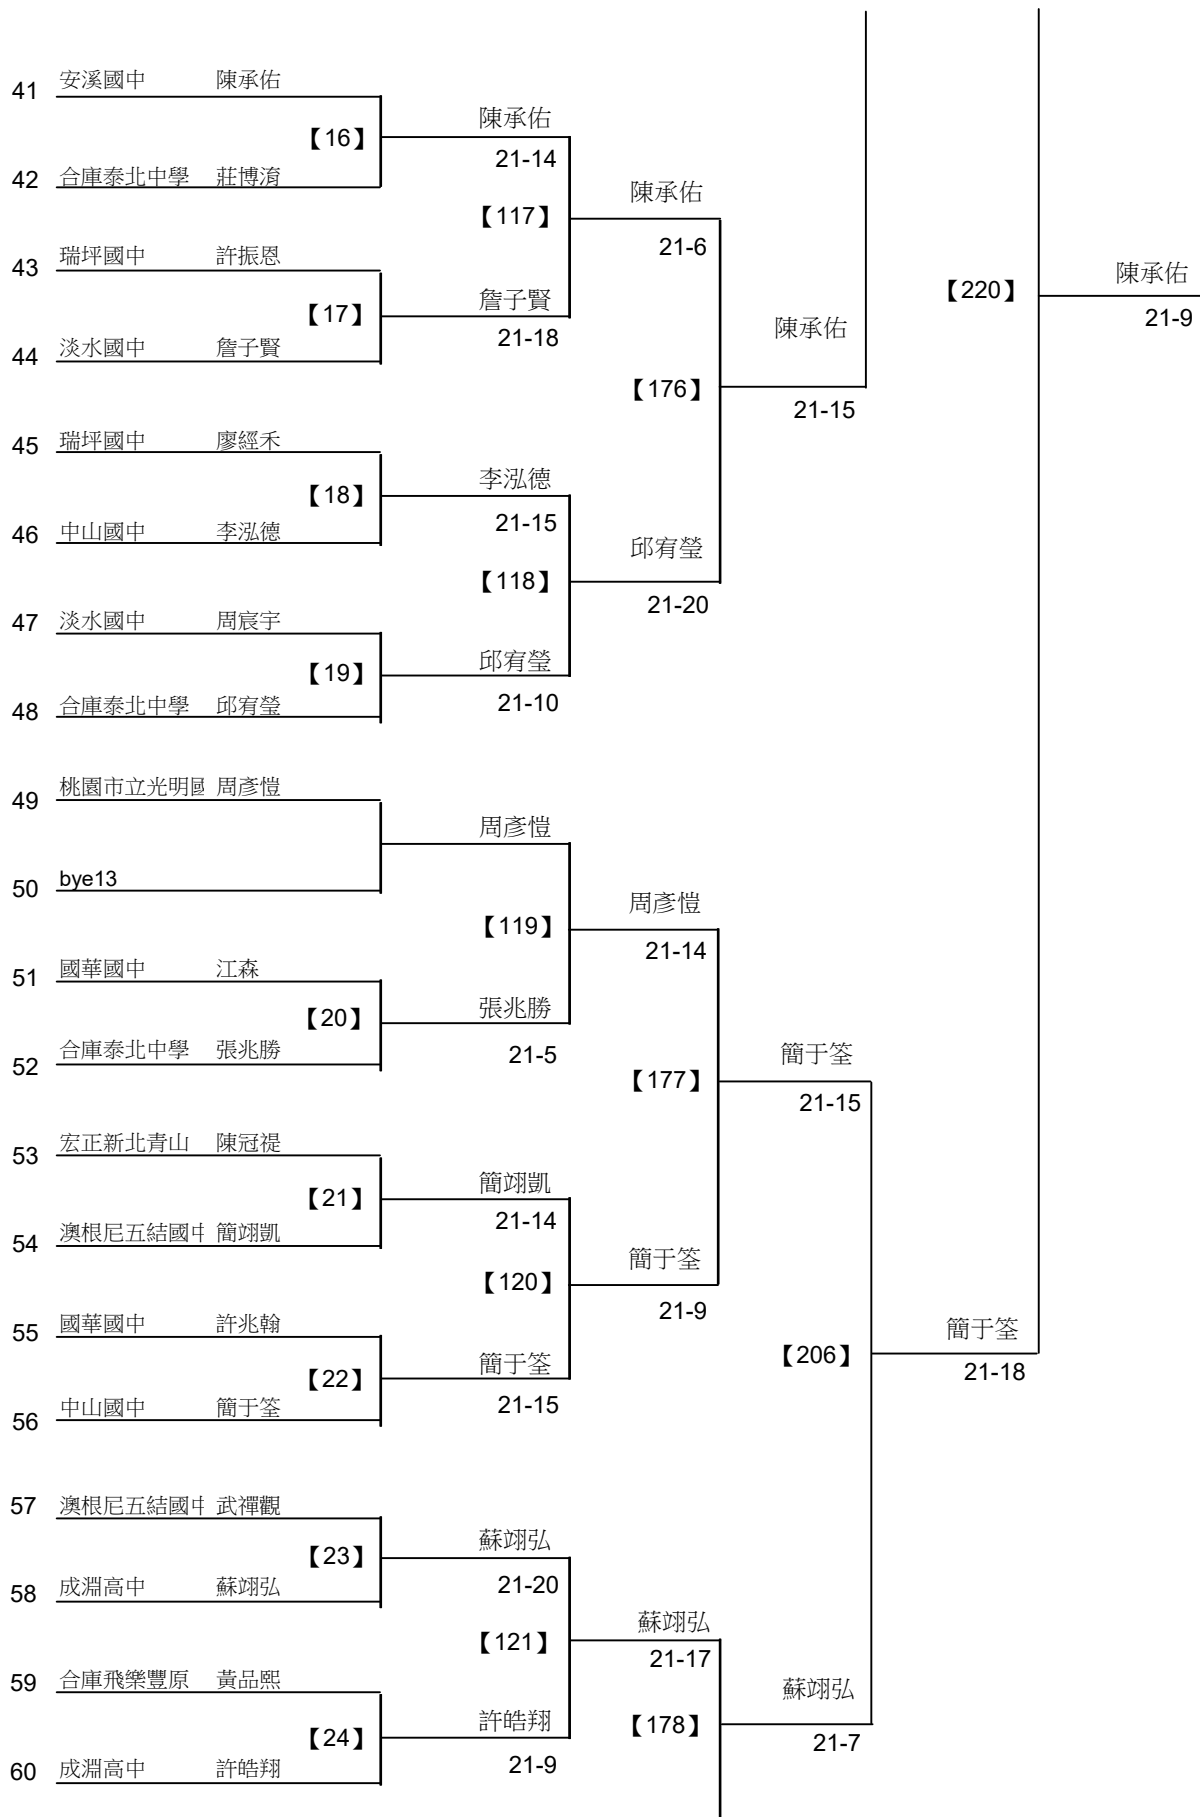 41 安溪國中 陳承佑
【16】 陳承佑
21-14
42 合庫泰北中學 莊博淯
【117】 陳承佑
21-6
43 瑞坪國中 許振恩
【17】 詹子賢
21-18
44 淡水國中 詹子賢
【220】 陳承佑
21-9
【176】 陳承佑
21-15
45 瑞坪國中 廖經禾
【18】 李泓德
21-15
46 中山國中 李泓德
【118】 邱宥瑩
21-20
47 淡水國中 周宸宇
【19】 邱宥瑩
21-10
48 合庫泰北中學 邱宥瑩
49 桃園市立光明國 周彥愷
周彥愷
50 bye13
【119】 周彥愷
21-14
51 國華國中 江森
【20】 張兆勝
21-5
52 合庫泰北中學 張兆勝
【177】 簡于筌
21-15
53 宏正新北青山 陳冠禔
【21】 簡翊凱
21-14
54 澳根尼五結國中 簡翊凱
【120】 簡于筌
21-9
55 國華國中 許兆翰
【22】 簡于筌
21-15
56 中山國中 簡于筌
【206】 簡于筌
21-18
57 澳根尼五結國中 武禪觀
【23】 蘇翊弘
21-20
58 成淵高中 蘇翊弘
【121】 蘇翊弘
21-17
59 合庫飛樂豐原 黃品熙
【24】 許皓翔
21-9
60 成淵高中 許皓翔
【178】 蘇翊弘
21-7